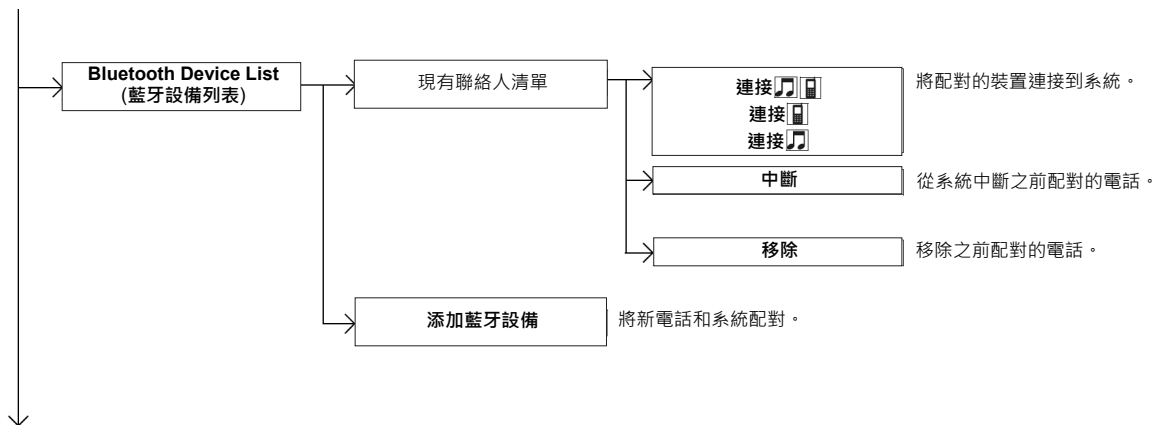 Bluetooth Device List
(藍牙設備列表)
現有聯絡人清單
連接
連接
連接
將配對的裝置連接到系統。
中斷
從系統中斷之前配對的電話。
移除
移除之前配對的電話。
添加藍牙設備
將新電話和系統配對。